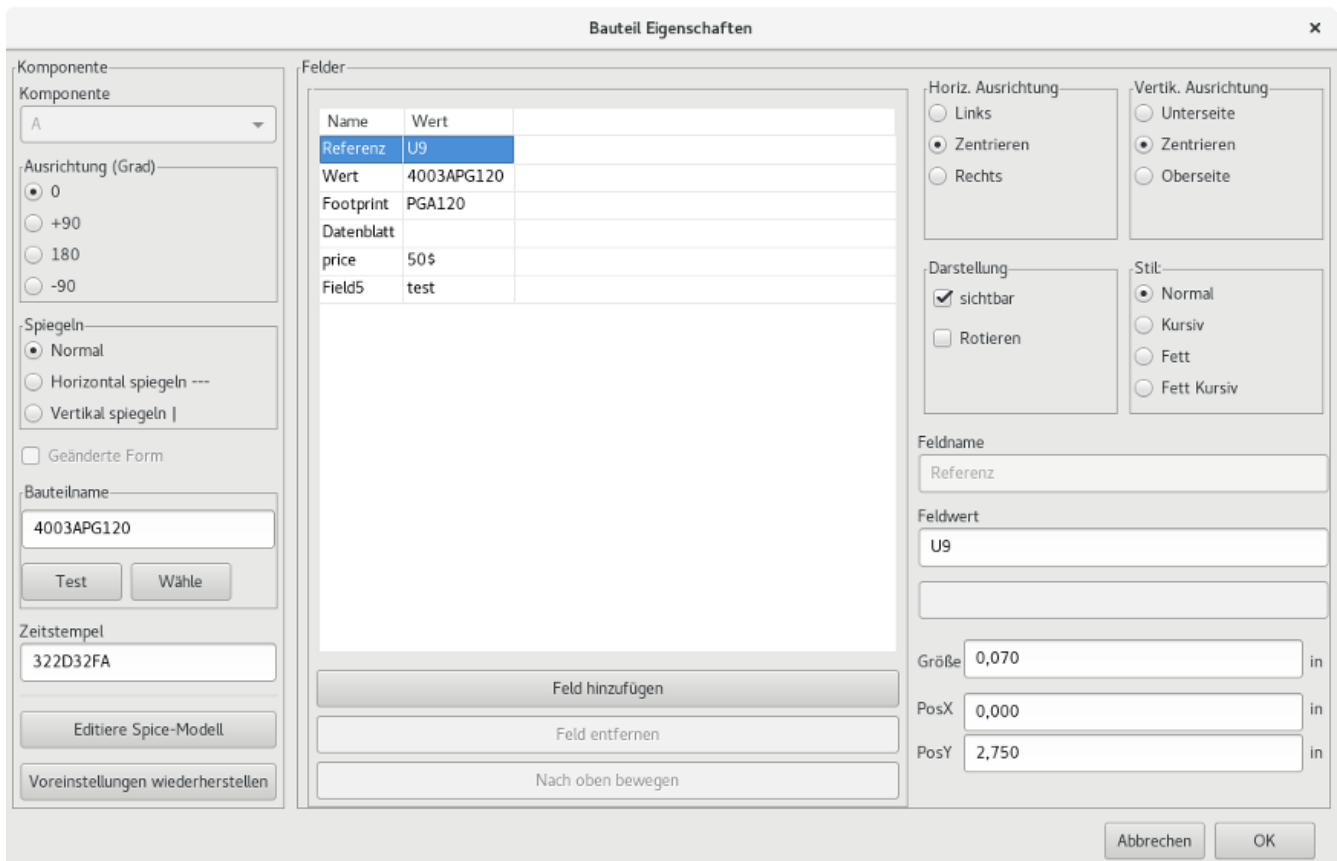 Bauteil Eigenschaften ×
Komponente
Komponente
A
Ausrichtung (Grad)
0
+90
180
-90
Spiegeln
Normal
Horizontal spiegeln ---
Vertikal spiegeln |
Geänderte Form
Bauteilname
4003APG120
Test Wähle
Zeitstempel
322D32FA
Editiere Spice-Modell
Voreinstellungen wiederherstellen
Felder
Name Wert
Referenz U9
Wert 4003APG120
Footprint PGA120
Datenblatt
price 50$
Field5 test
Feld hinzufügen
Feld entfernen
Nach oben bewegen
Horiz. Ausrichtung
Links
Zentrieren
Rechts
Vertik. Ausrichtung
Unterseite
Zentrieren
Oberseite
Darstellung
sichtbar
Rotieren
Stil:
Normal
Kursiv
Fett
Fett Kursiv
Feldname
Referenz
Feldwert
U9
Größe 0,070 in
PosX 0,000 in
PosY 2,750 in
Abbrechen OK